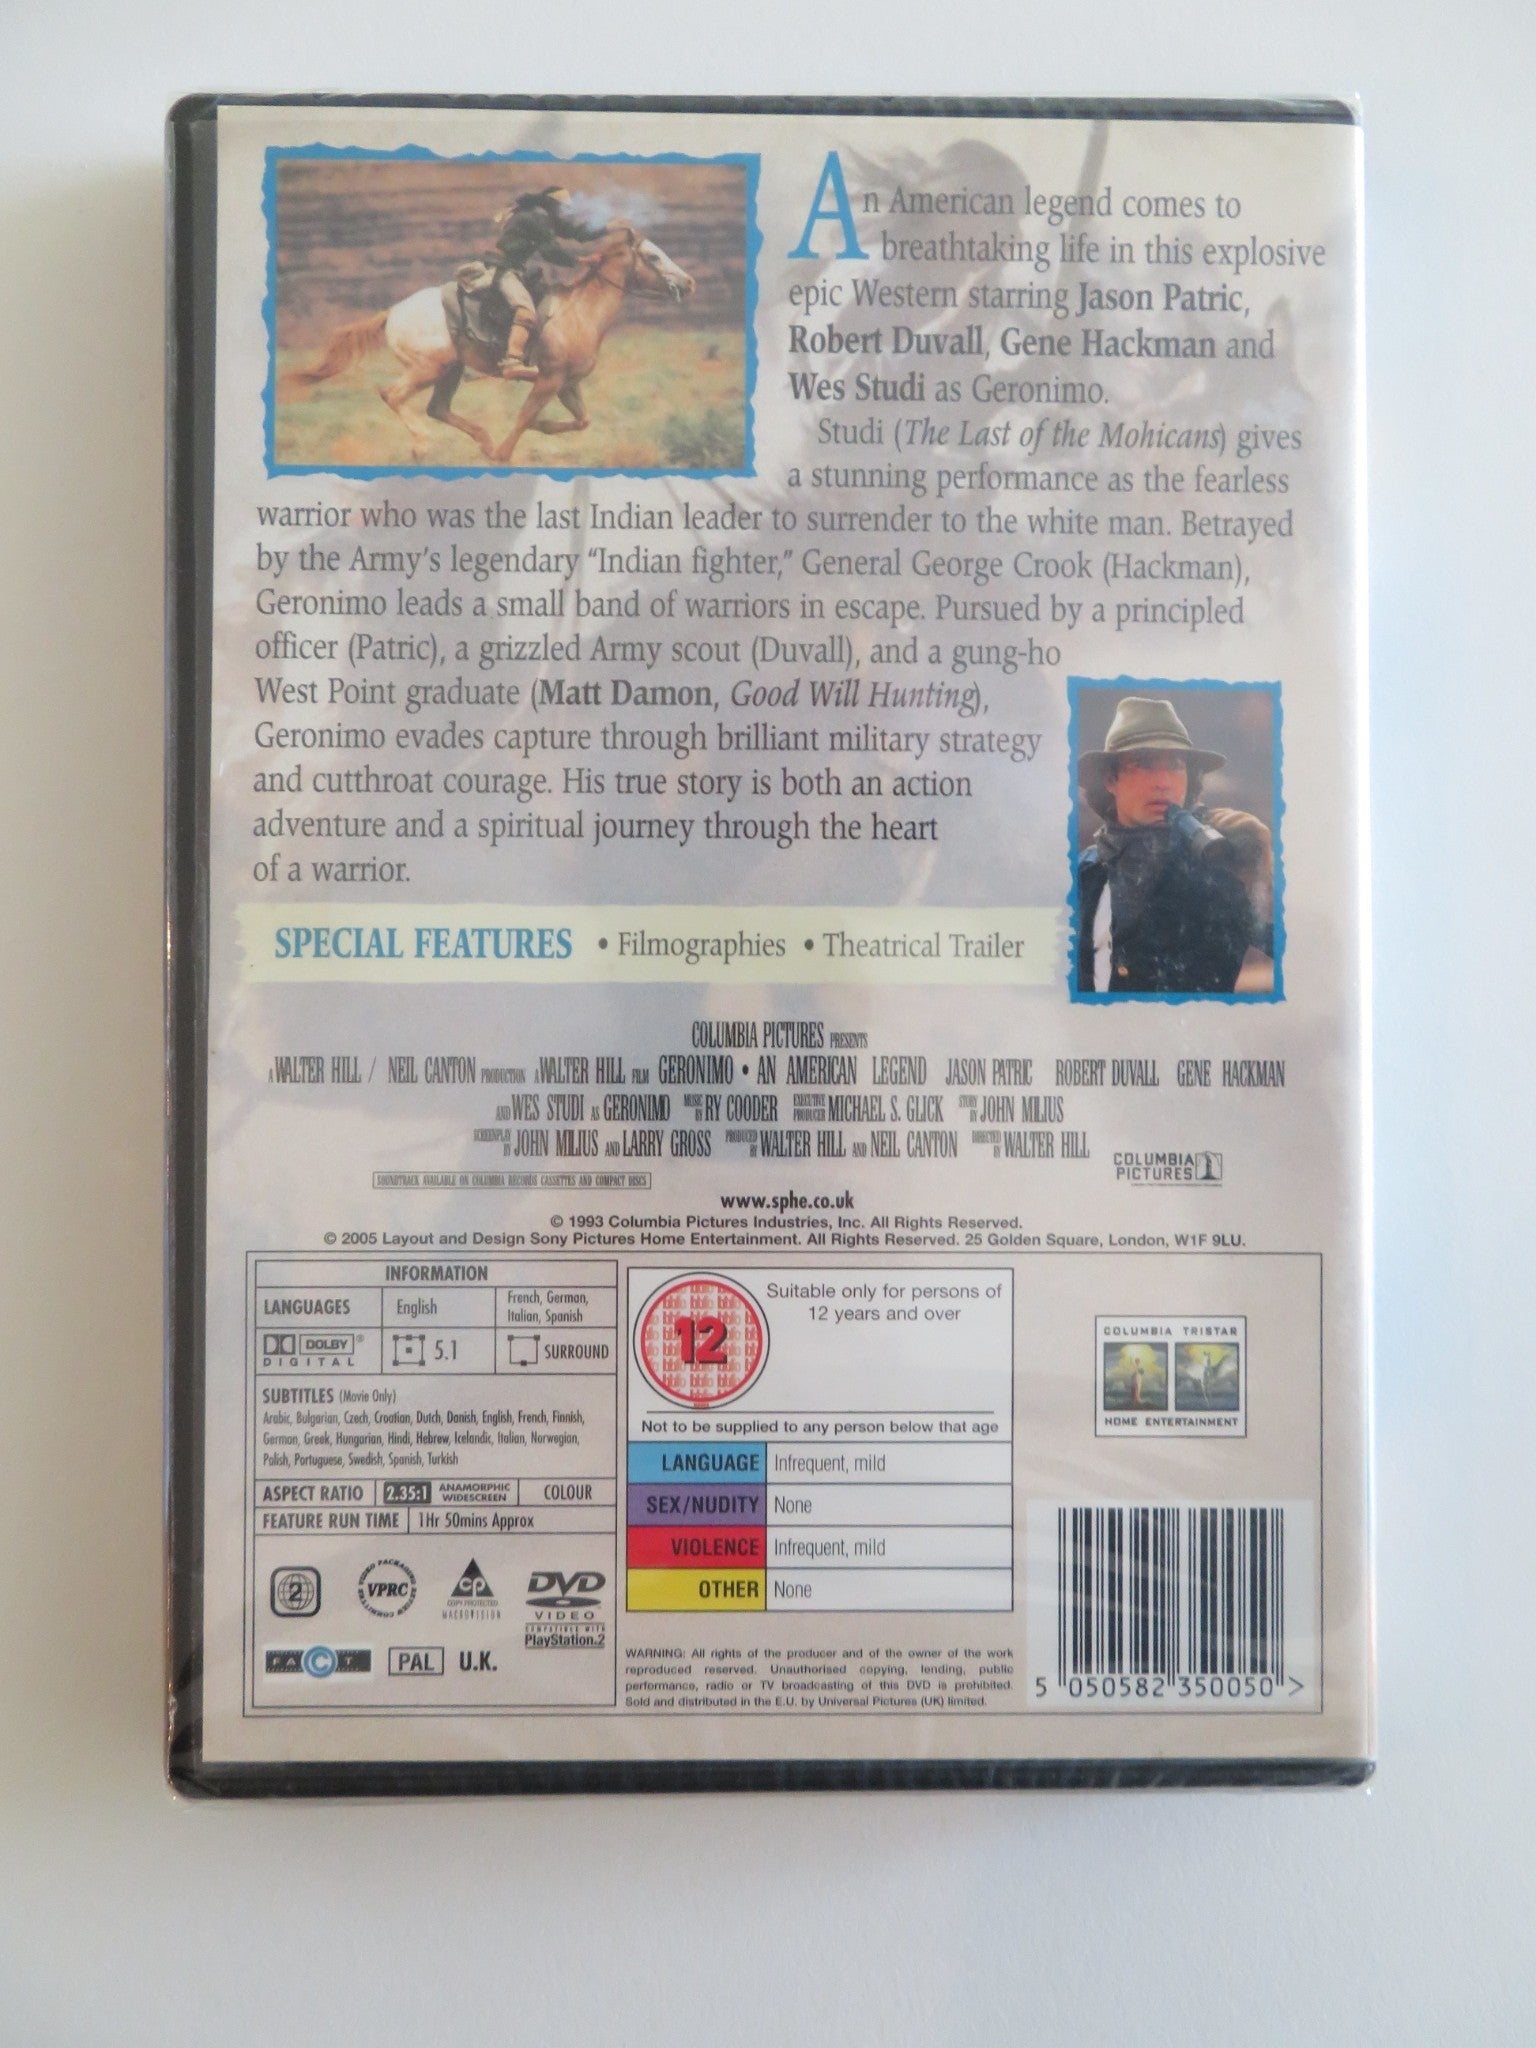 An American legend comes to
breathtaking life in this explosive
epic Western starring Jason Patric,
Robert Duvall, Gene Hackman and
Wes Studi as Geronimo.
Studi (The Last of the Mohicans) gives
a stunning performance as the fearless
warrior who was the last Indian leader to surrender to the white man. Betrayed
by the Army's legendary “Indian fighter,” General George Crook (Hackman),
Geronimo leads a small band of warriors in escape. Pursued by a principled
officer (Patric), a grizzled Army scout (Duvall), and a gung-ho
West Point graduate (Matt Damon, Good Will Hunting),
Geronimo evades capture through brilliant military strategy
and cutthroat courage. His true story is both an action
adventure and a spiritual journey through the heart
of a warrior.
SPECIAL FEATURES • Filmographies • Theatrical Trailer
COLUMBIA PICTURES PRESENTS
A WALTER HILL / NEIL CANTON PRODUCTION A WALTER HILL FILM GERONIMO • AN AMERICAN LEGEND JASON PATRIC ROBERT DUVALL GENE HACKMAN
AND WES STUDI AS GERONIMO MUSIC BY RY COODER EXECUTIVE PRODUCER MICHAEL S. GLICK STORY BY JOHN MILIUS
SCREENPLAY BY JOHN MILIUS AND LARRY GROSS PRODUCED BY WALTER HILL AND NEIL CANTON DIRECTED BY WALTER HILL
COLUMBIA
PICTURES
SOUNDTRACK AVAILABLE ON COLUMBIA RECORDS CASSETTES AND COMPACT DISCS
www.sphe.co.uk
© 1993 Columbia Pictures Industries, Inc. All Rights Reserved.
© 2005 Layout and Design Sony Pictures Home Entertainment. All Rights Reserved. 25 Golden Square, London, W1F 9LU.
INFORMATION
LANGUAGES English French, German,
Italian, Spanish
DOLBY ®
DIGITAL 5.1 SURROUND
SUBTITLES (Movie Only)
Arabic, Bulgarian, Czech, Croatian, Dutch, Danish, English, French, Finnish,
German, Greek, Hungarian, Hindi, Hebrew, Icelandic, Italian, Norwegian,
Polish, Portuguese, Swedish, Spanish, Turkish
ASPECT RATIO 2.35:1 ANAMORPHIC
WIDESCREEN COLOUR
FEATURE RUN TIME 1Hr 50mins Approx
2
VIDEO PACKAGING REVIEW COMMITTEE
VPRC
CP
COPY PROTECTED
MACROVISION
DVD
VIDEO
COMPATIBLE WITH
PlayStation.2
FACT
PAL U.K.
12
Suitable only for persons of
12 years and over
Not to be supplied to any person below that age
LANGUAGE Infrequent, mild
SEX/NUDITY None
VIOLENCE Infrequent, mild
OTHER None
WARNING: All rights of the producer and of the owner of the work
reproduced reserved. Unauthorised copying, lending, public
performance, radio or TV broadcasting of this DVD is prohibited.
Sold and distributed in the E.U. by Universal Pictures (UK) limited.
COLUMBIA TRISTAR
HOME ENTERTAINMENT
5 050582 350050 >